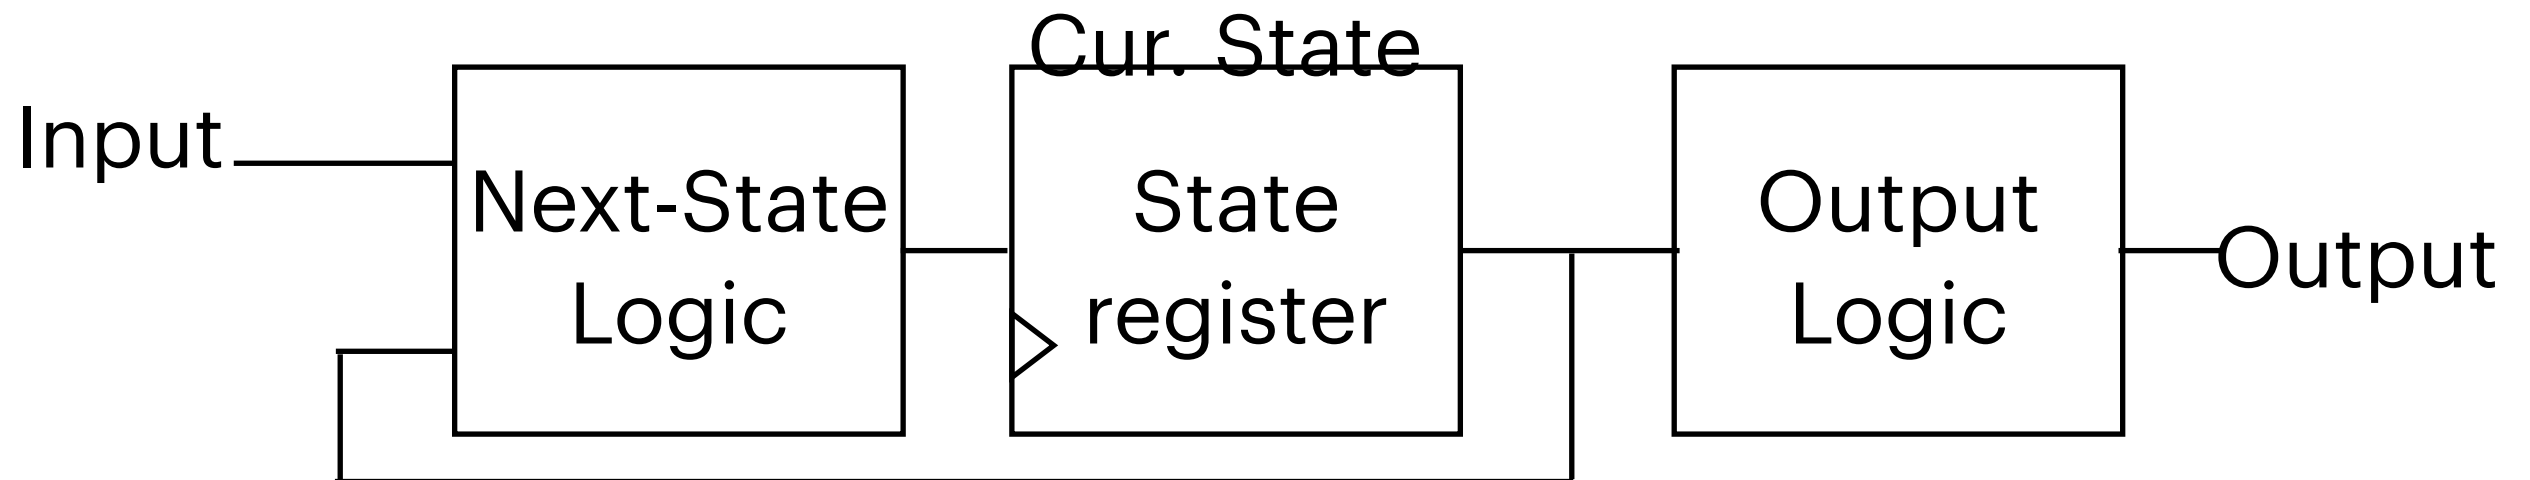 Cur. State
Input
Next-State
Logic
State
register
Output
Logic
Output